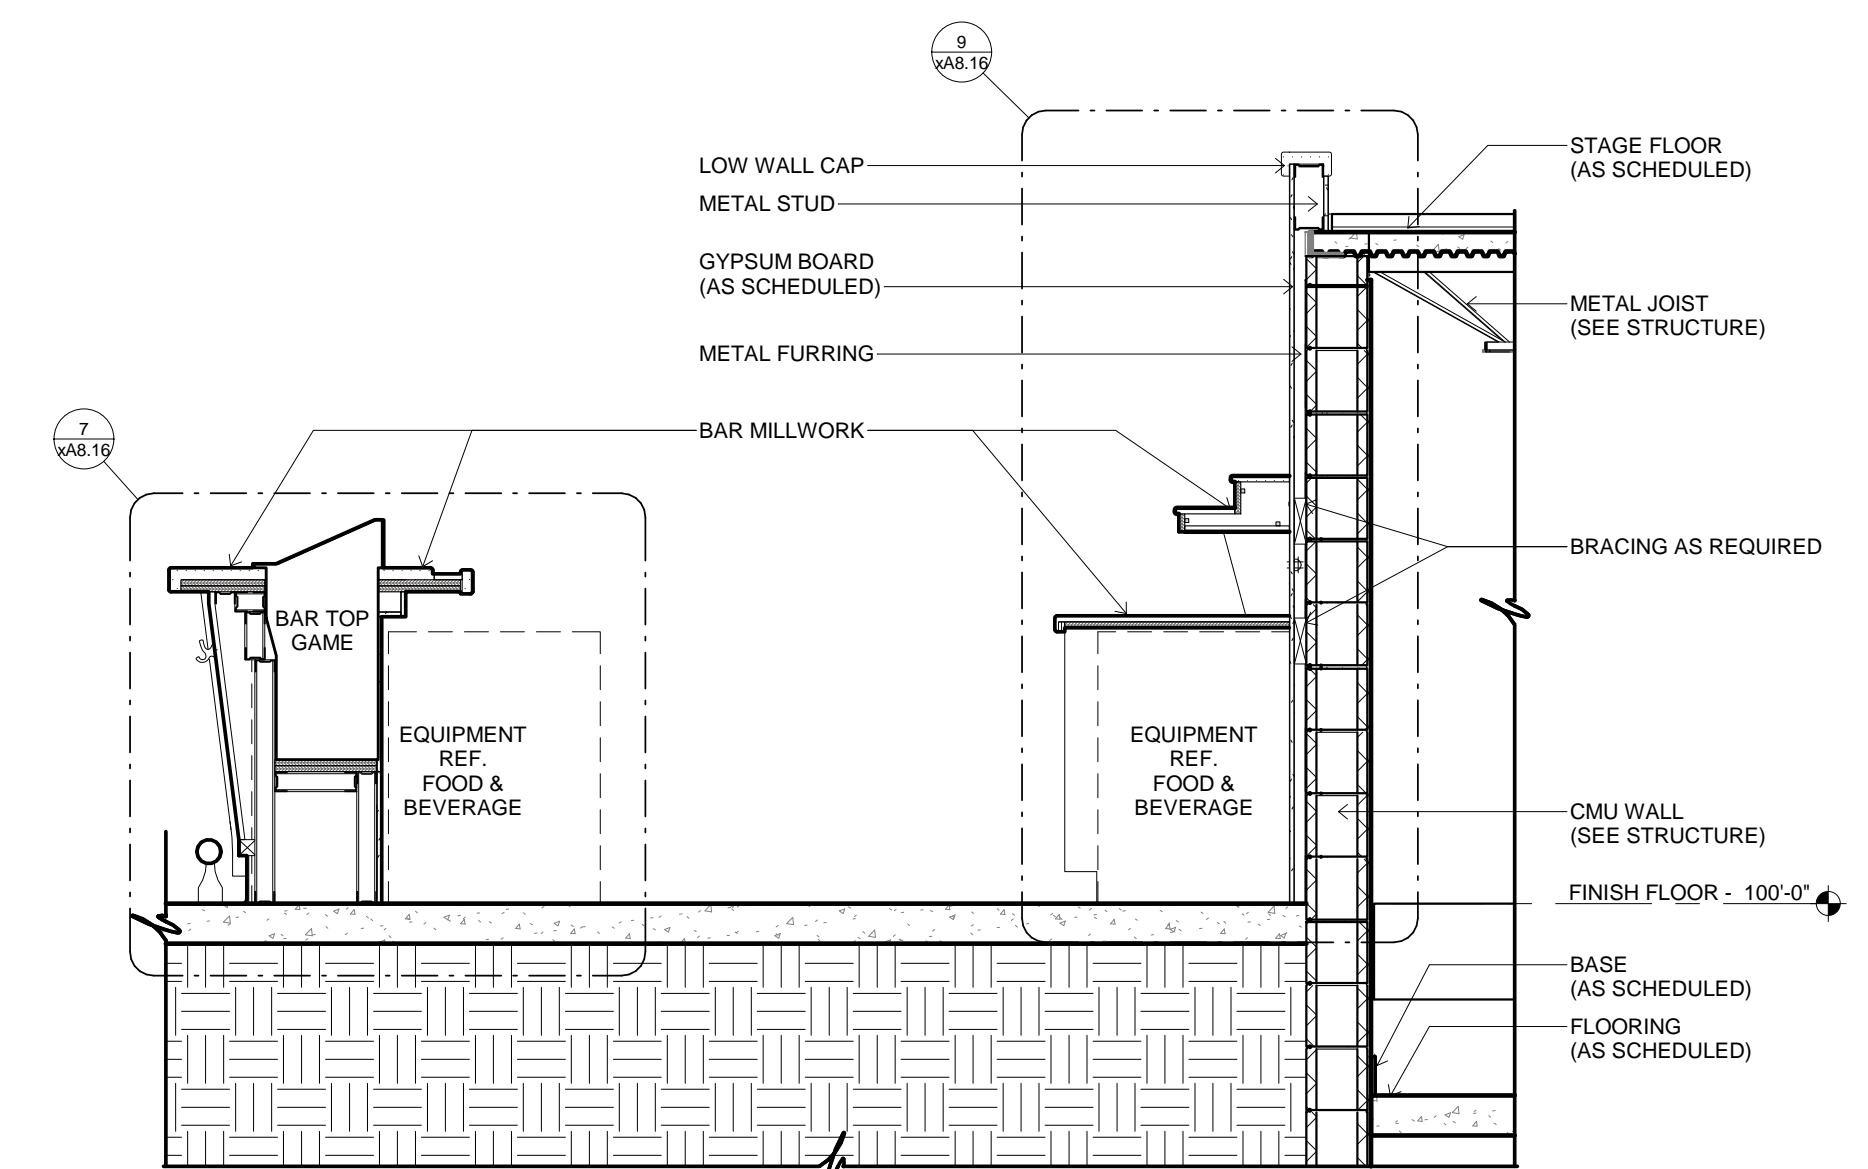 9
xA8.16
STAGE FLOOR
(AS SCHEDULED)
LOW WALL CAP
METAL STUD
GYPSUM BOARD
(AS SCHEDULED)
METAL JOIST
(SEE STRUCTURE)
METAL FURRING
7
xA8.16
BAR MILLWORK
BRACING AS REQUIRED
BAR TOP
GAME
EQUIPMENT
REF.
FOOD &
BEVERAGE
EQUIPMENT
REF.
FOOD &
BEVERAGE
CMU WALL
(SEE STRUCTURE)
FINISH FLOOR - 100'-0"
BASE
(AS SCHEDULED)
FLOORING
(AS SCHEDULED)